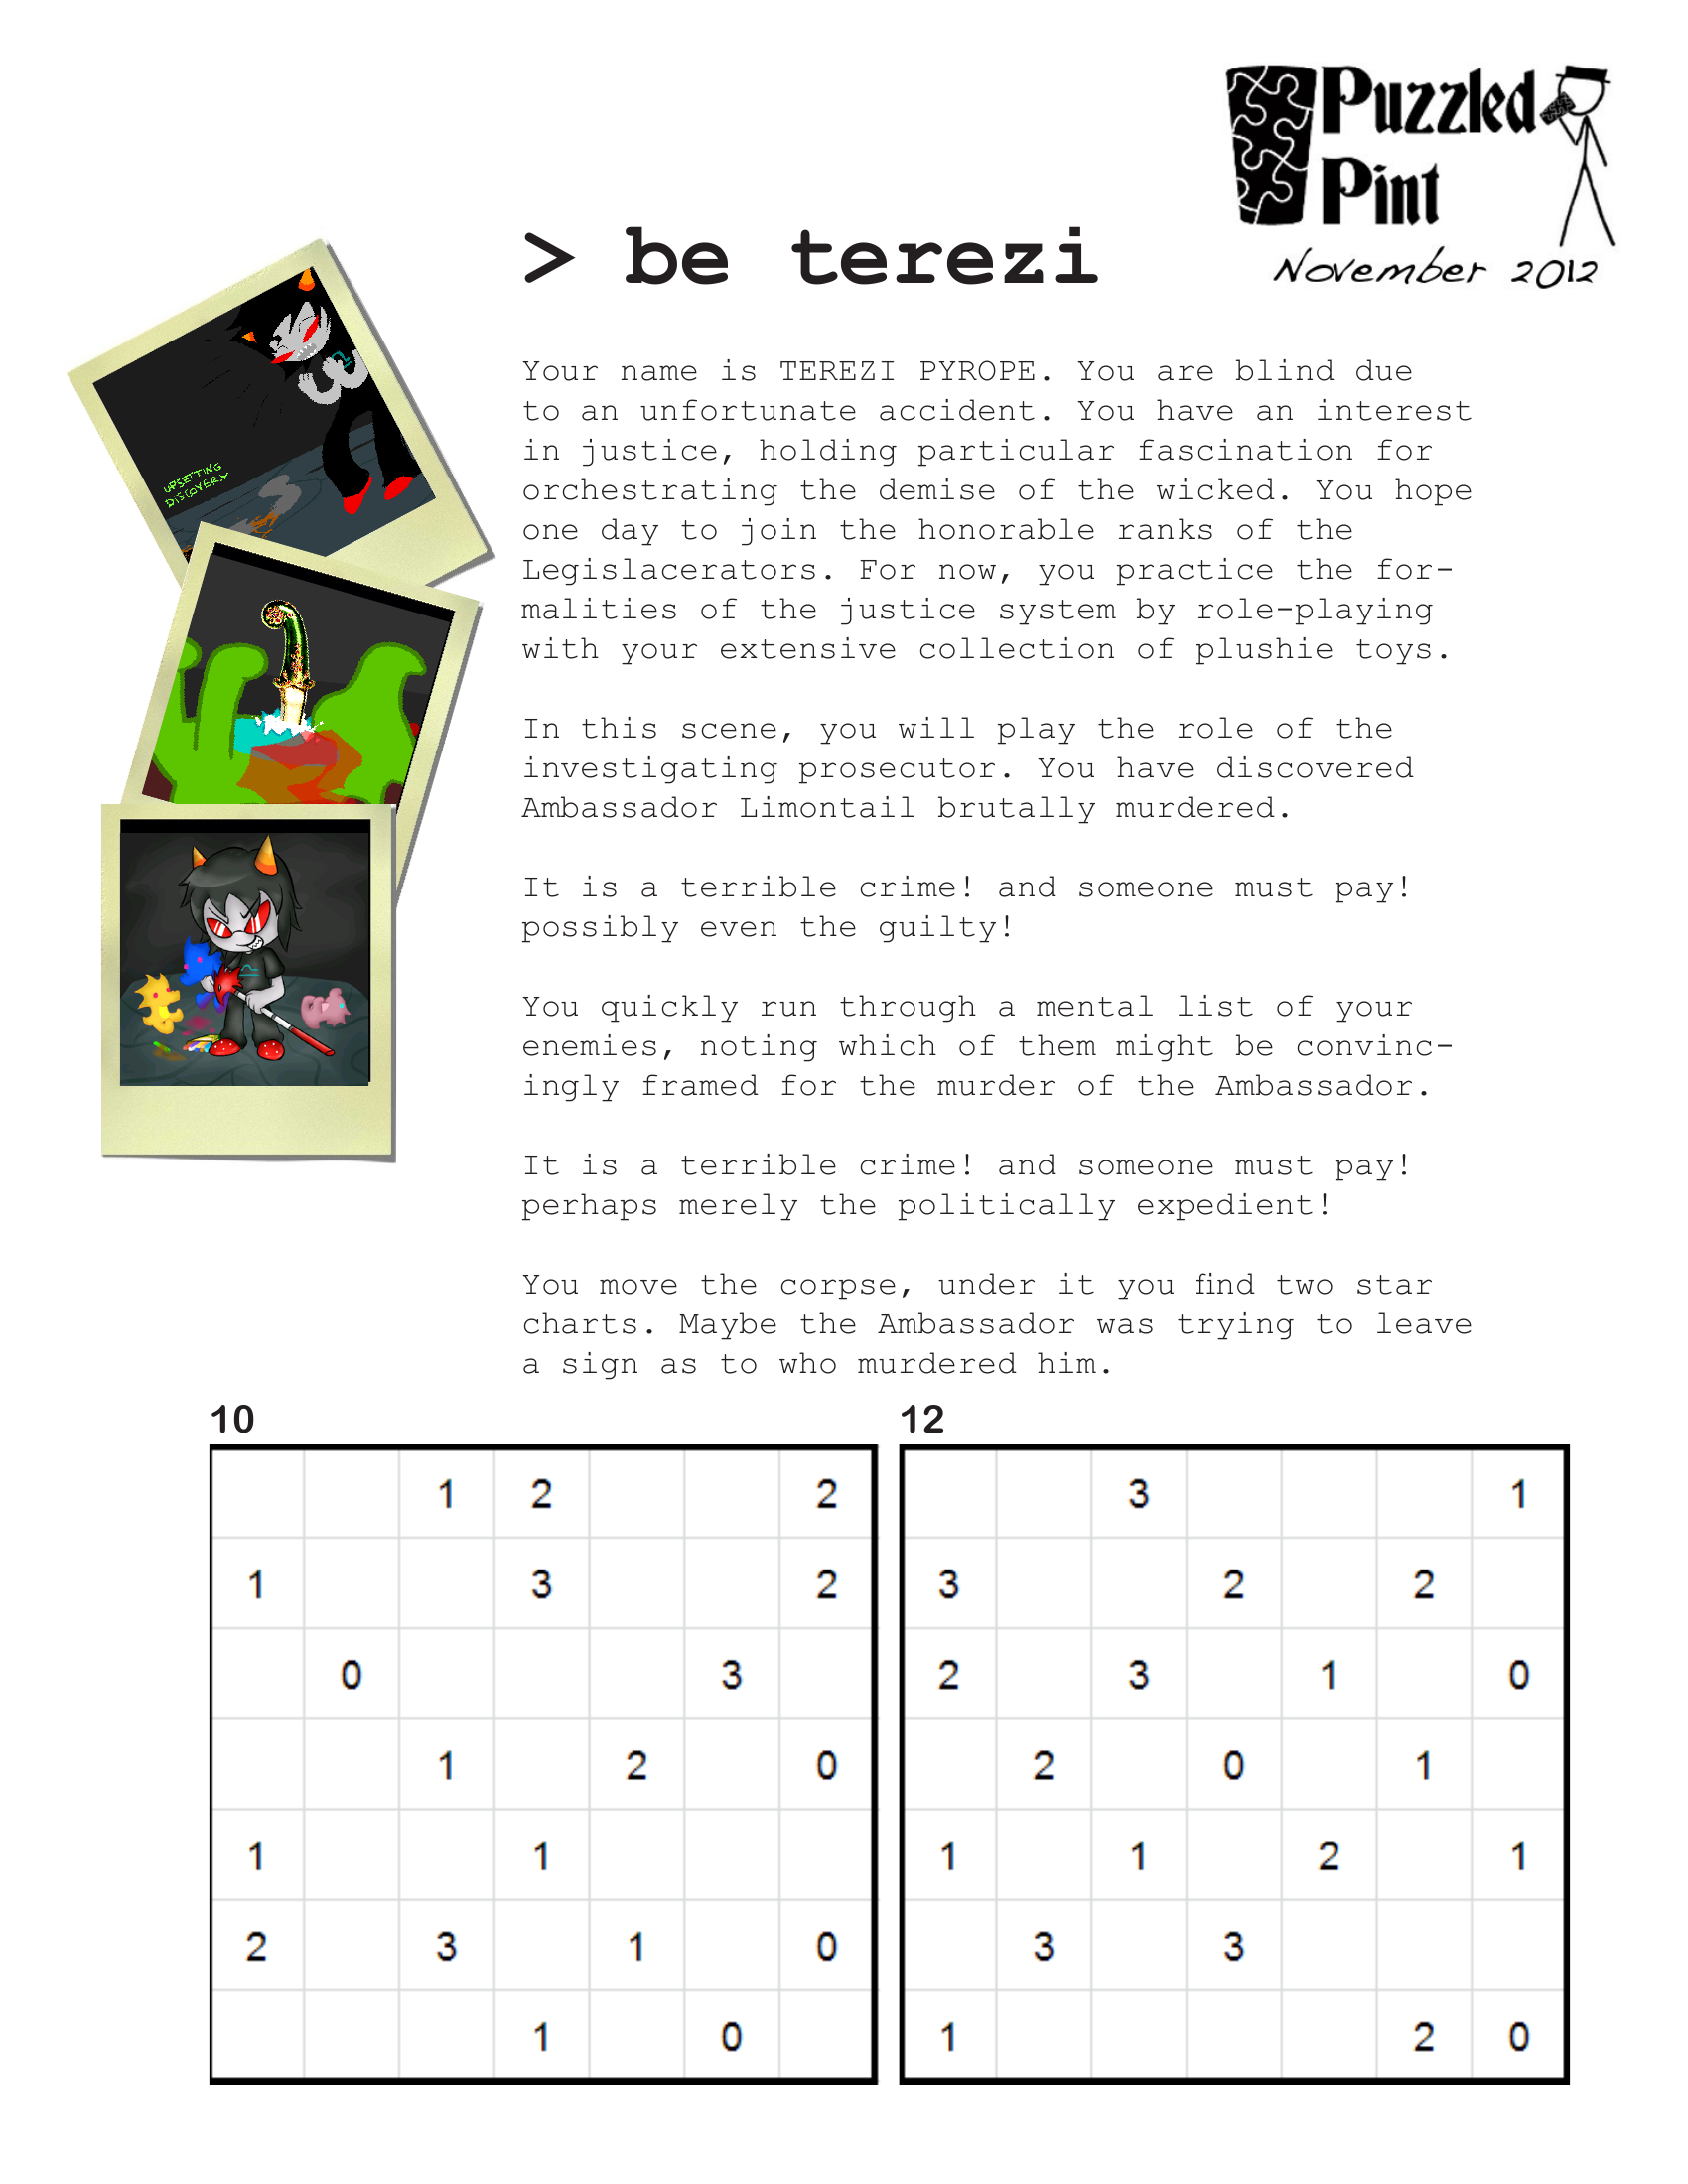 Puzzled
Pint
November 2012
> be terezi
UPSETTING
DISCOVERY
Your name is TEREZI PYROPE. You are blind due
to an unfortunate accident. You have an interest
in justice, holding particular fascination for
orchestrating the demise of the wicked. You hope
one day to join the honorable ranks of the
Legislacerators. For now, you practice the for-
malities of the justice system by role-playing
with your extensive collection of plushie toys.
In this scene, you will play the role of the
investigating prosecutor. You have discovered
Ambassador Limontail brutally murdered.
It is a terrible crime! and someone must pay!
possibly even the guilty!
You quickly run through a mental list of your
enemies, noting which of them might be convinc-
ingly framed for the murder of the Ambassador.
It is a terrible crime! and someone must pay!
perhaps merely the politically expedient!
You move the corpse, under it you find two star
charts. Maybe the Ambassador was trying to leave
a sign as to who murdered him.
10
1 2 2
1 3 2
0 3
1 2 0
1 1
2 3 1 0
1 0
12
3 1
3 2 2
2 3 1 0
2 0 1
1 1 2 1
3 3
1 2 0